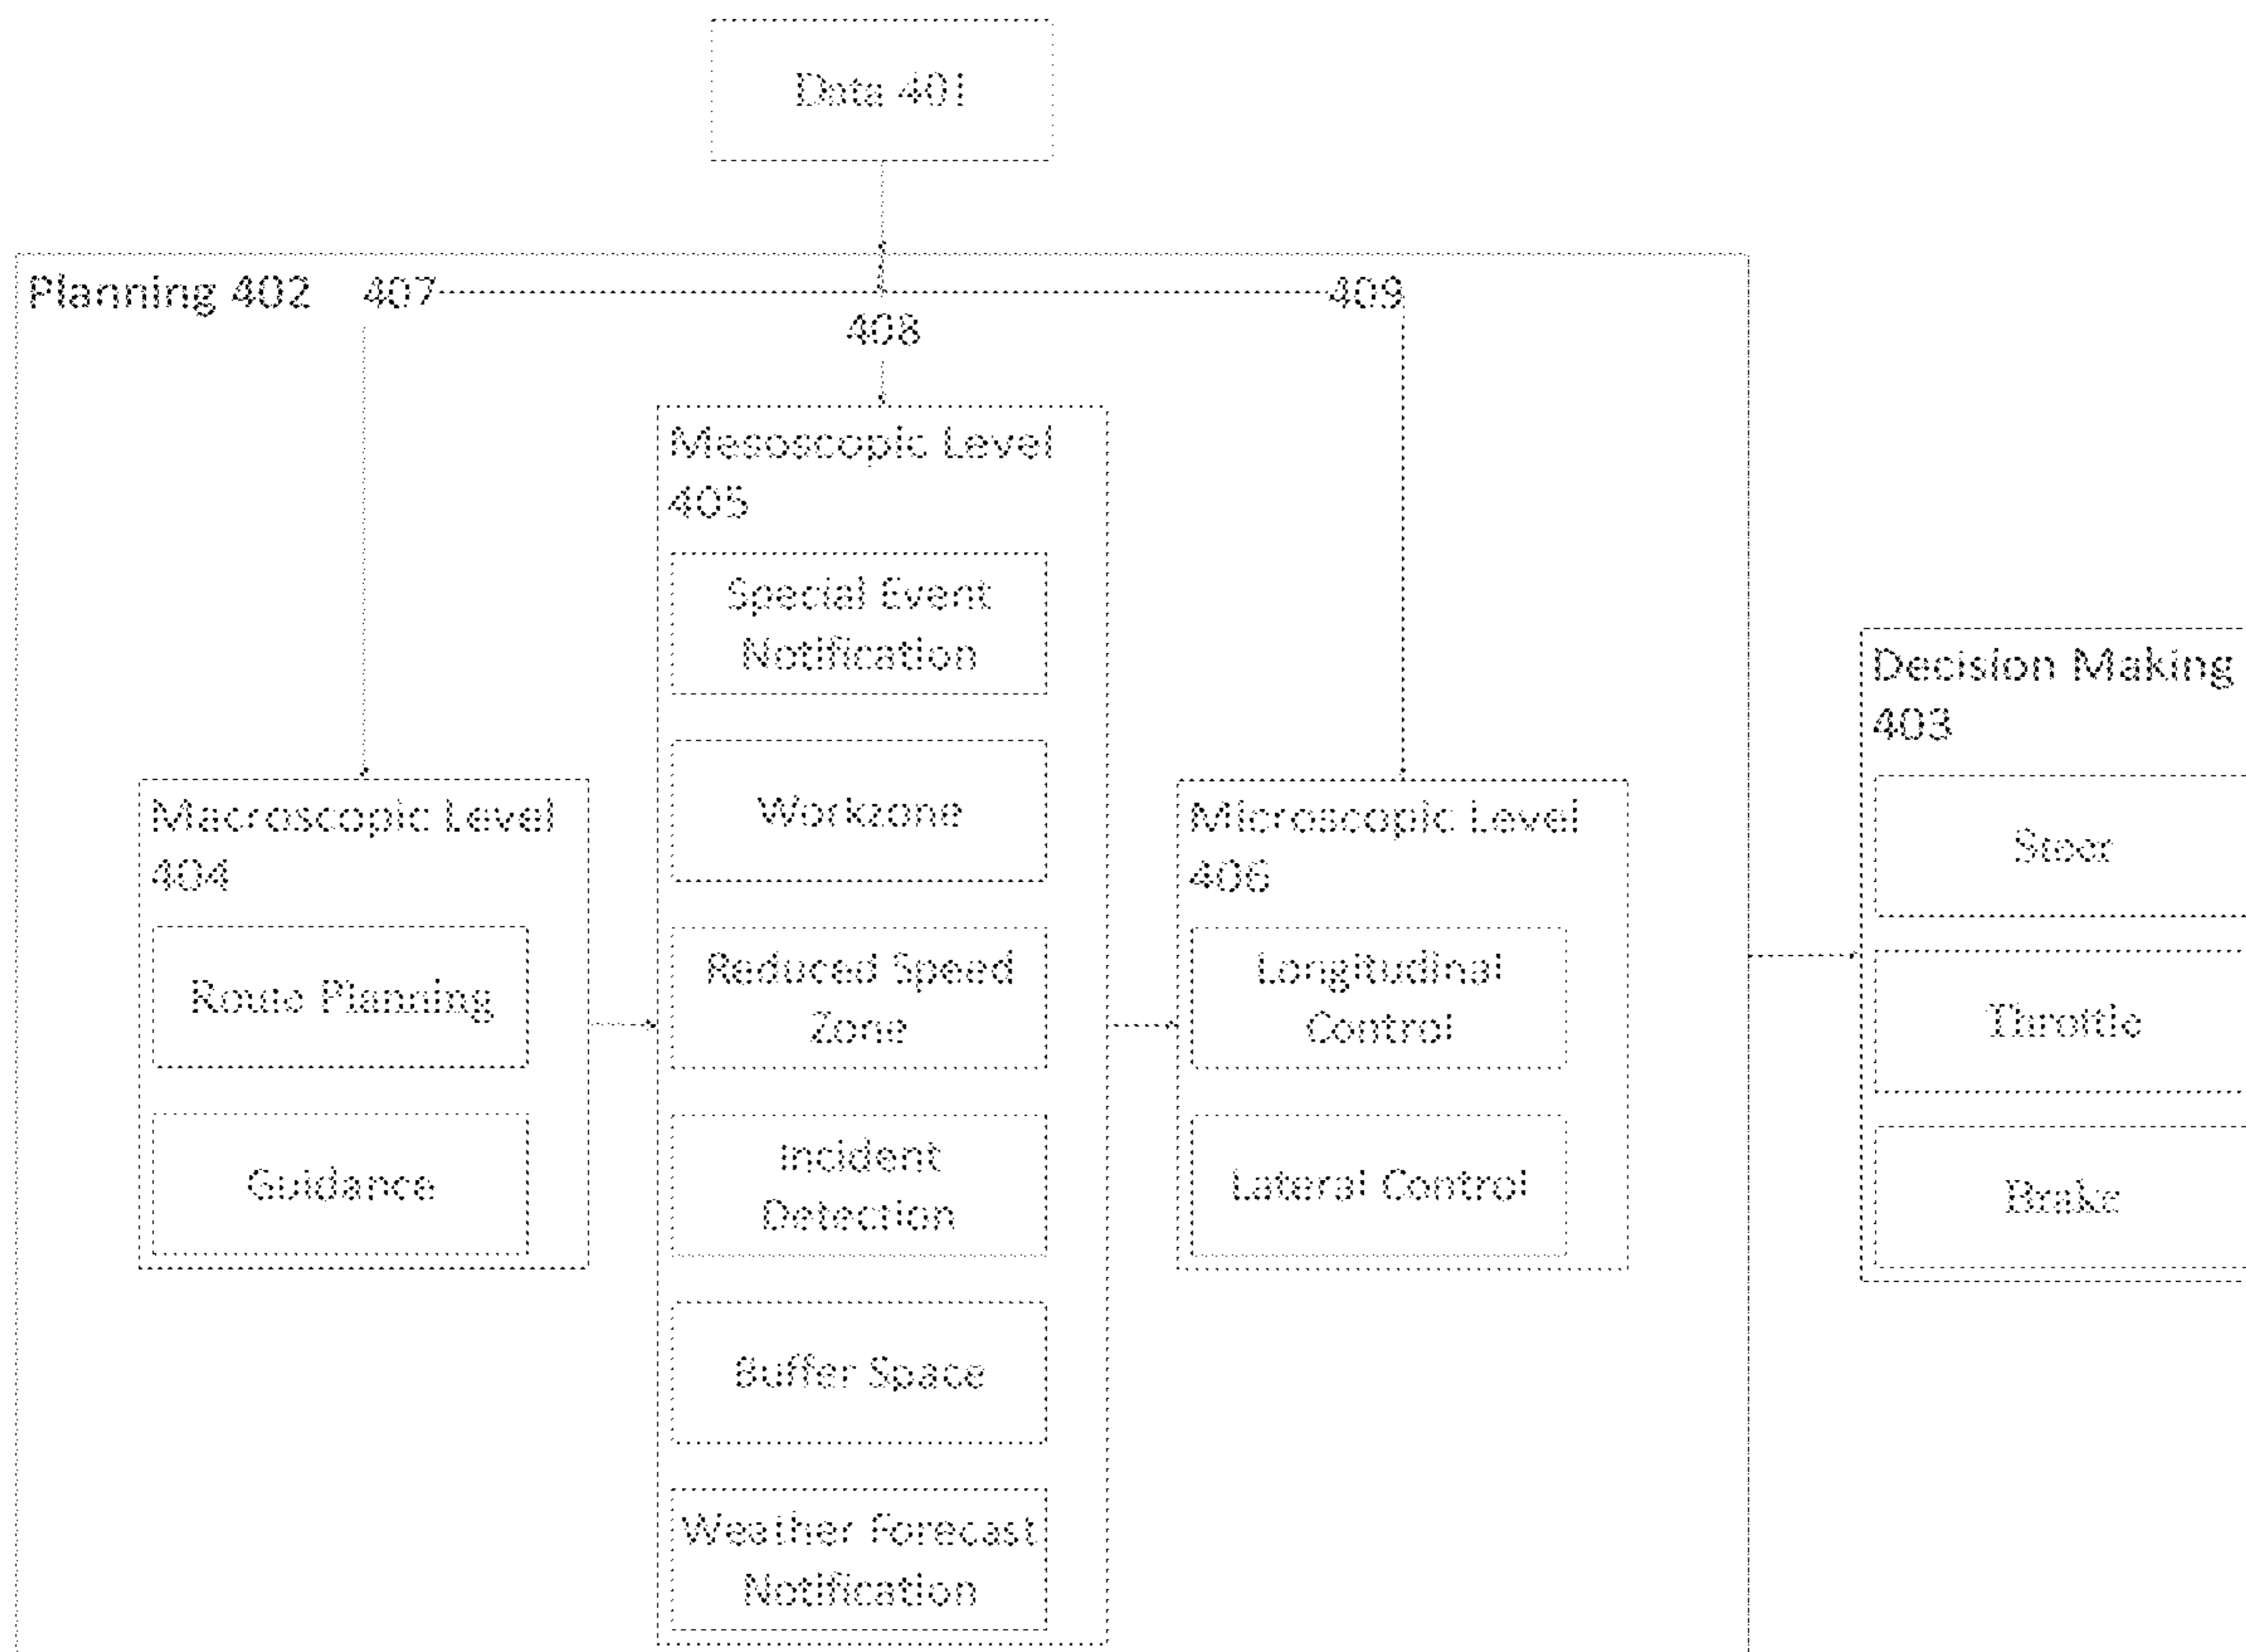 Data 401
Planning 402
407
409
408
Mesoscopic Level
405
Special Event
Notification
Workzone
Reduced Speed
Zone
Incident
Detection
Buffer Space
Weather Forecast
Notification
Macroscopic Level
404
Route Planning
Guidance
Microscopic Level
406
Longitudinal
Control
Lateral Control
Decision Making
403
Steer
Throttle
Brake